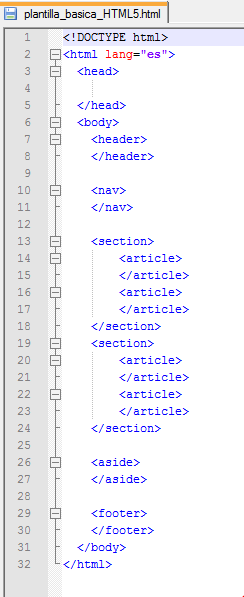 plantilla_basica_HTML5.html
1 <!DOCTYPE html>
2 <html lang="es">
3 <head>
4
5 </head>
6 <body>
7 <header>
8 </header>
9
10 <nav>
11 </nav>
12
13 <section>
14 <article>
15 </article>
16 <article>
17 </article>
18 </section>
19 <section>
20 <article>
21 </article>
22 <article>
23 </article>
24 </section>
25
26 <aside>
27 </aside>
28
29 <footer>
30 </footer>
31 </body>
32 </html>